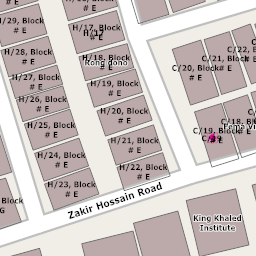 H/29, Block
# E
H/28, Block
# E
H/27, Block
# E
H/26, Block
# E
H/25, Block
# E
H/24, Block
# E
H/23, Block
# E
H/17, Block
# E
H/18, Block
# E
Rong Dono
H/19, Block
# E
H/20, Block
# E
H/21, Block
# E
H/22, Block
# E
C/22, Block
# E
C/21, Block
# E
C/20, Block
# E
C/18, Block
# E
C/19, Block
# E
Zakir Hossain Road
King Khaled
Institute